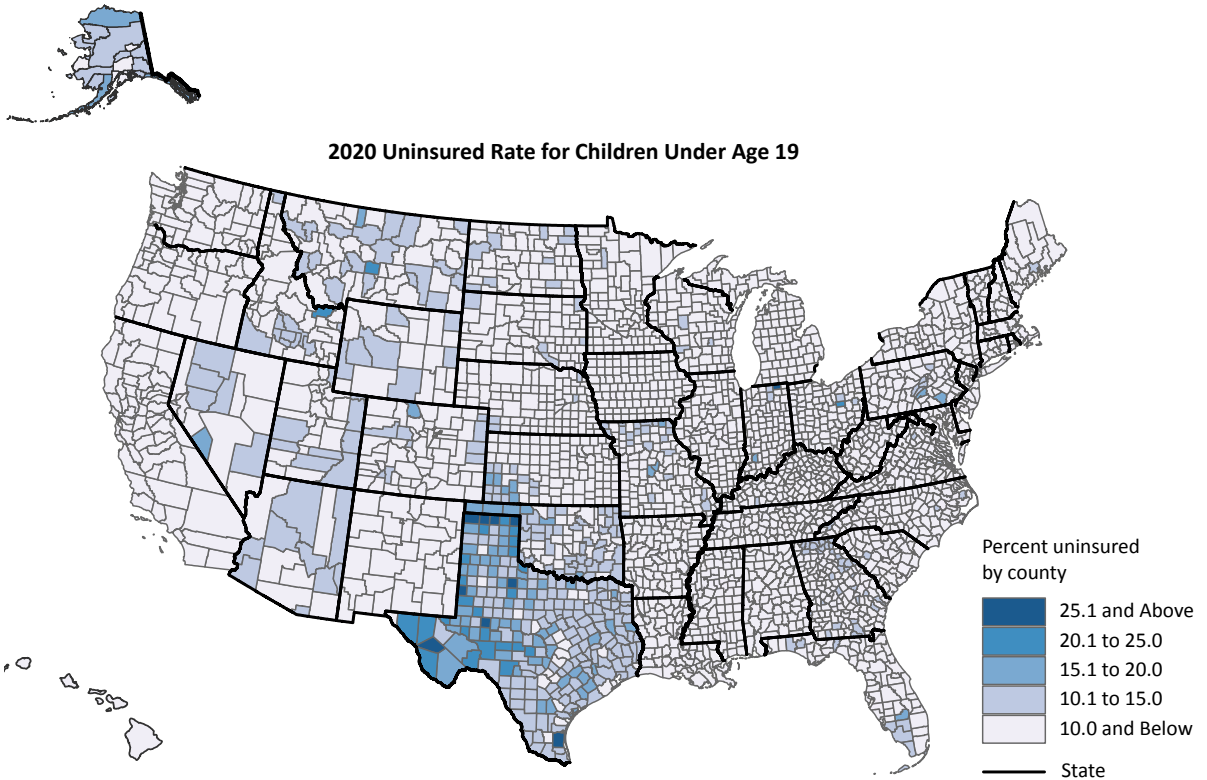 2020 Uninsured Rate for Children Under Age 19
Percent uninsured
by county
25.1 and Above
20.1 to 25.0
15.1 to 20.0
10.1 to 15.0
10.0 and Below
State